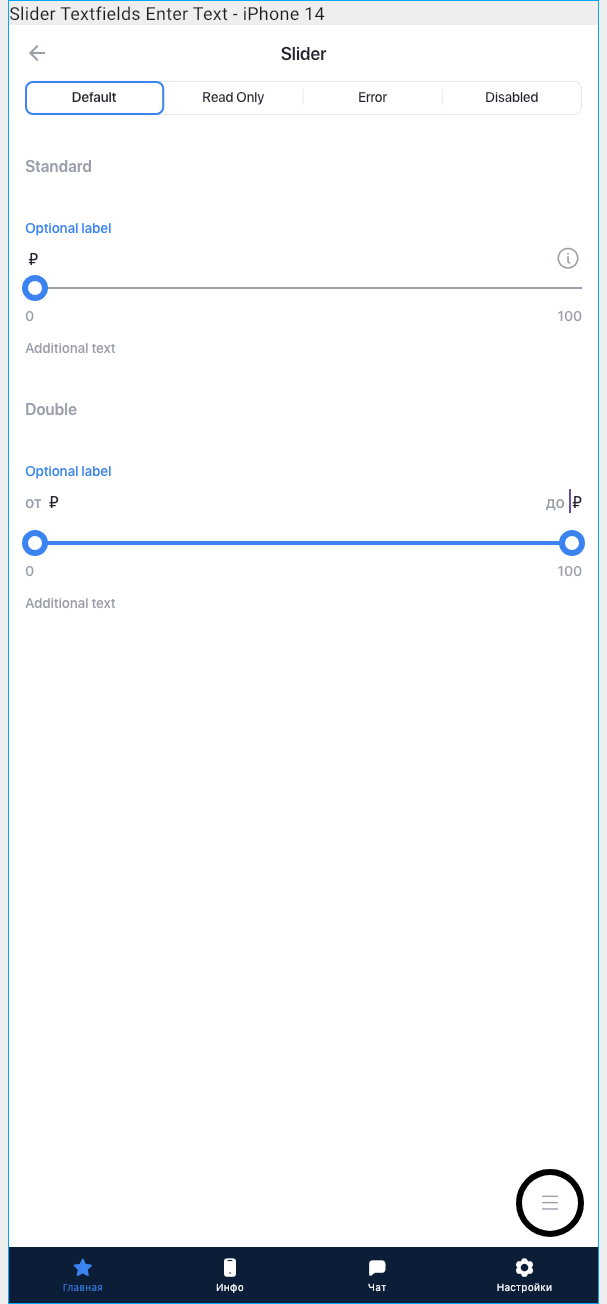 Slider Textfields Enter Text - iPhone 14
Slider
Default Read Only Error Disabled
Standard
Optional label
₽
0 100
Additional text
Double
Optional label
от ₽ до ₽
0 100
Additional text
Главная Инфо Чат Настройки